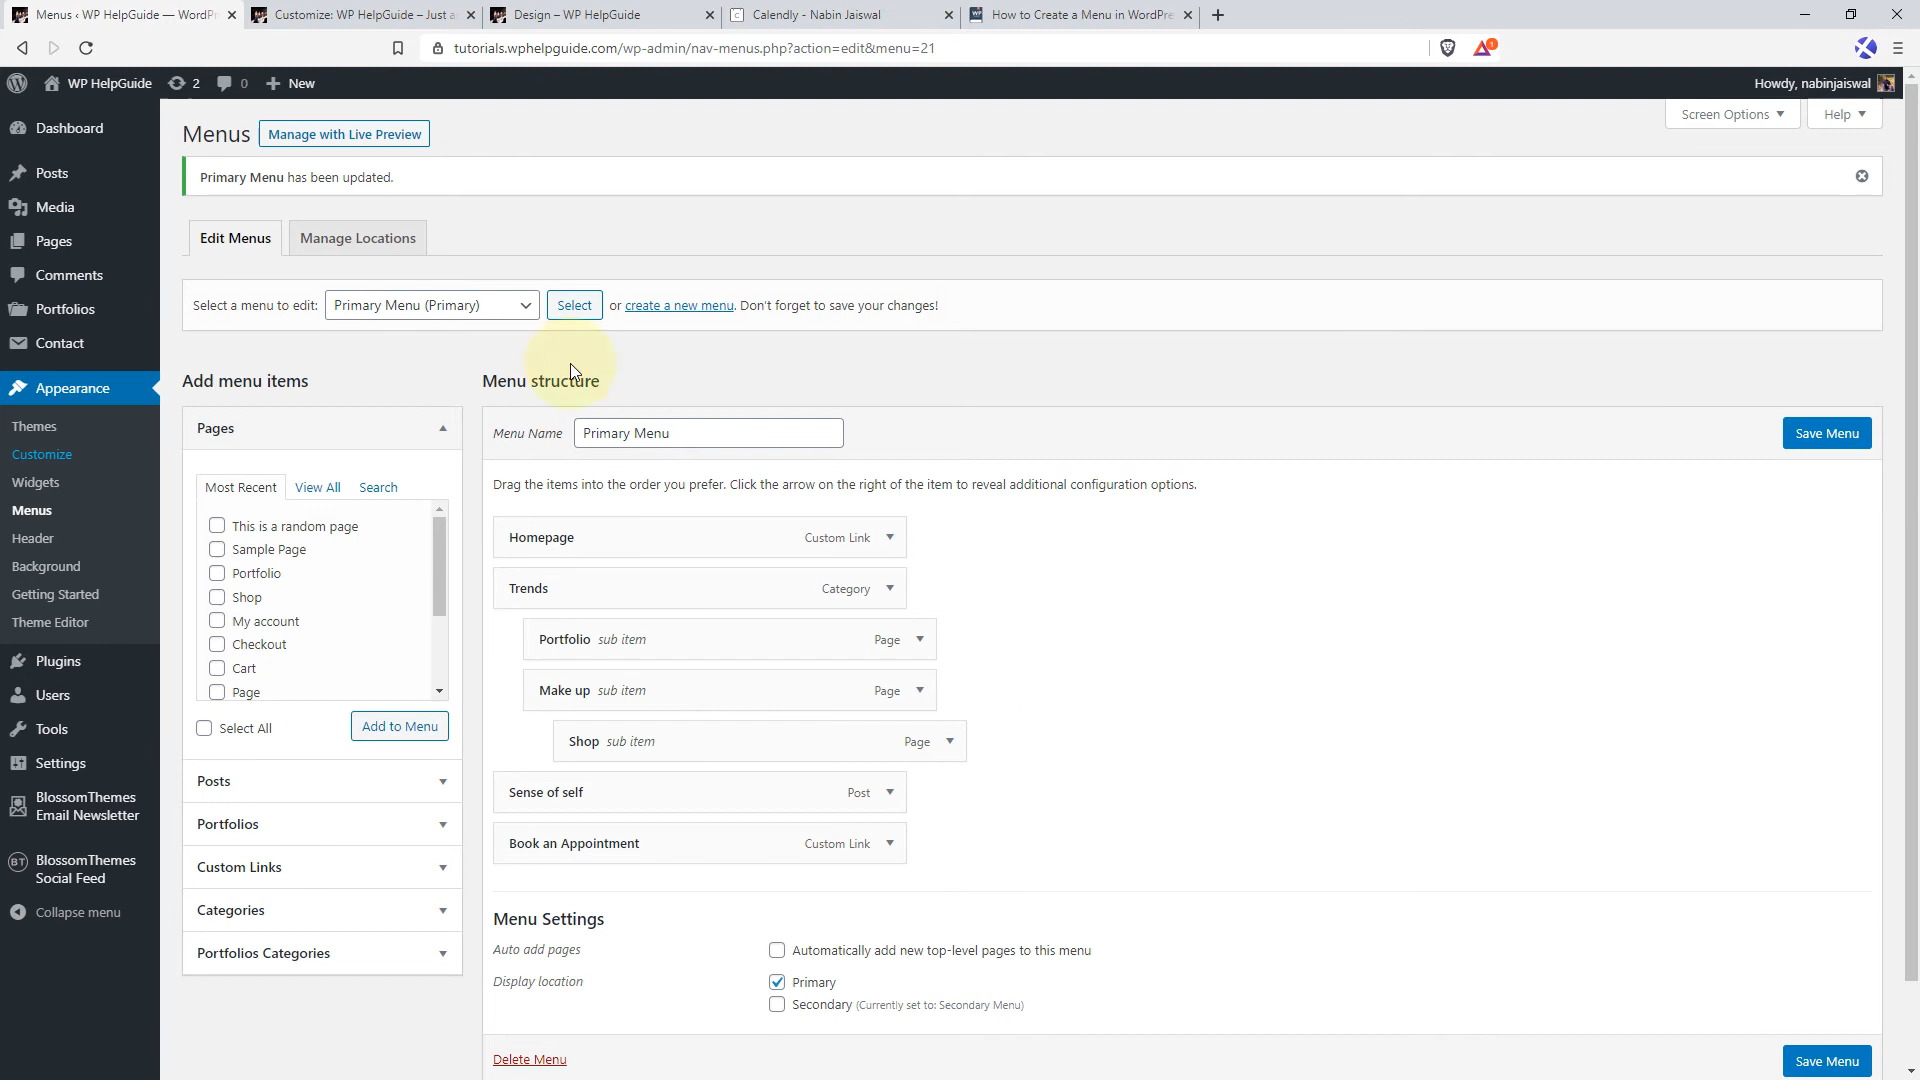 Menus ‹ WP HelpGuide — WordPr
Customize: WP HelpGuide – Just a
Design – WP HelpGuide
Calendly - Nabin Jaiswal
How to Create a Menu in WordPre
tutorials.wphelpguide.com/wp-admin/nav-menus.php?action=edit&menu=21
1
WP HelpGuide
2
0
New
Howdy, nabinjaiswal
Dashboard
Posts
Media
Pages
Comments
Portfolios
Contact
Appearance
Themes
Customize
Widgets
Menus
Header
Background
Getting Started
Theme Editor
Plugins
Users
Tools
Settings
BlossomThemes
Email Newsletter
BT
BlossomThemes
Social Feed
Collapse menu
Screen Options
Help
Menus
Manage with Live Preview
Primary Menu has been updated.
Edit Menus
Manage Locations
Select a menu to edit:
Primary Menu (Primary)
Select
or create a new menu. Don't forget to save your changes!
Add menu items
Pages
Most Recent
View All
Search
This is a random page
Sample Page
Portfolio
Shop
My account
Checkout
Cart
Page
Select All
Add to Menu
Posts
Portfolios
Custom Links
Categories
Portfolios Categories
Menu structure
Menu Name
Primary Menu
Save Menu
Drag the items into the order you prefer. Click the arrow on the right of the item to reveal additional configuration options.
Homepage Custom Link
Trends Category
Portfolio sub item Page
Make up sub item Page
Shop sub item Page
Sense of self Post
Book an Appointment Custom Link
Menu Settings
Auto add pages
Automatically add new top-level pages to this menu
Display location
Primary
Secondary (Currently set to: Secondary Menu)
Delete Menu
Save Menu